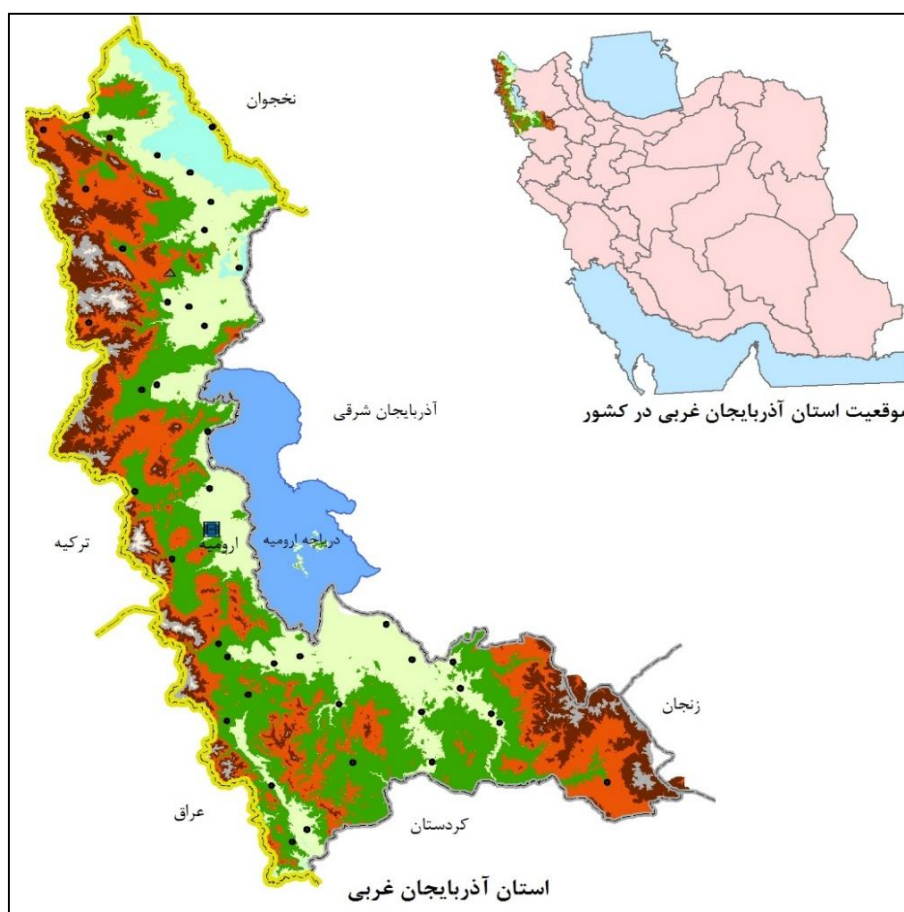 نخجوان
آذربایجان شرقی
موقعیت استان آذربایجان غربی در کشور
ترکیه
ارومیه
دریاچه ارومیه
زنجان
عراق
کردستان
استان آذربایجان غربی